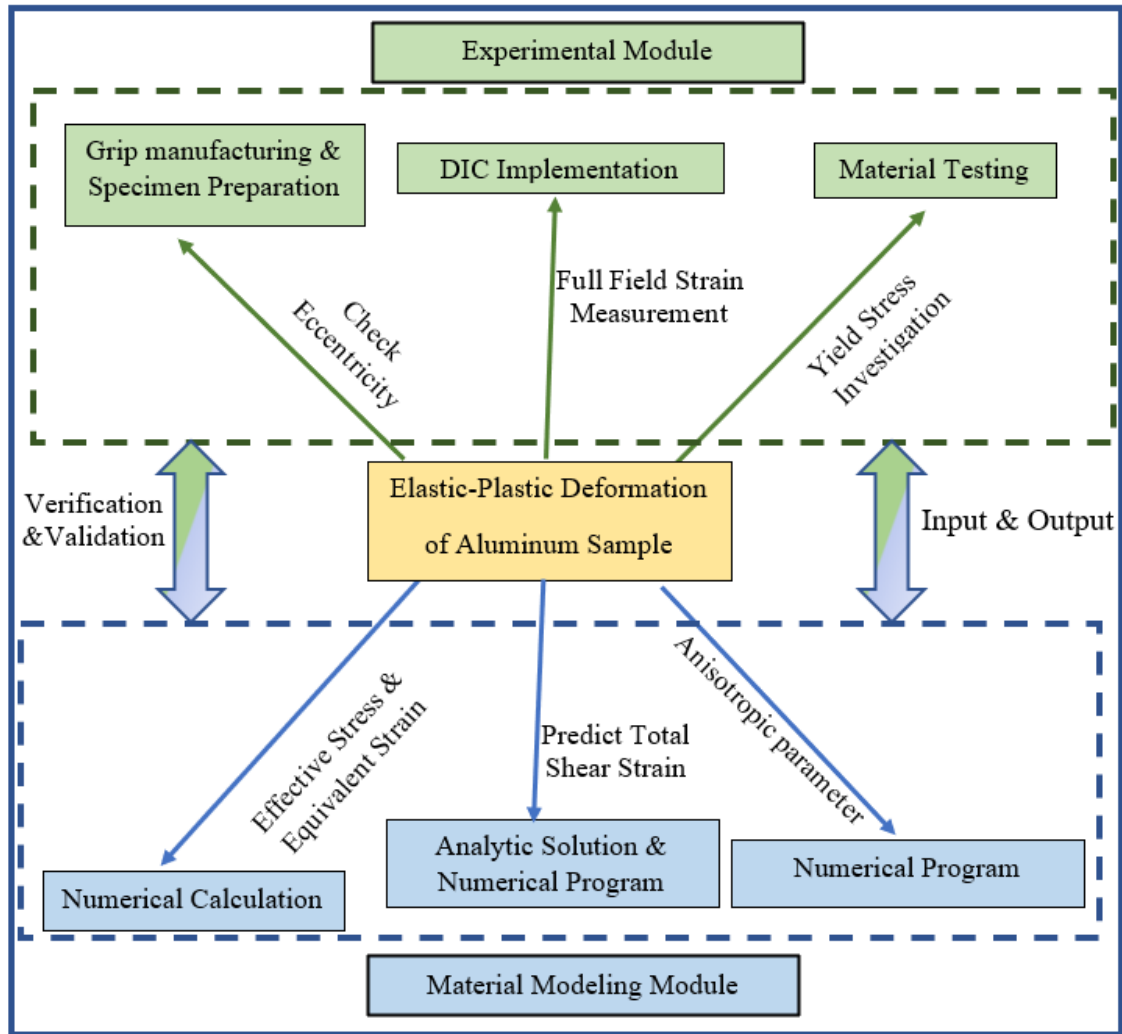 Experimental Module
Grip manufacturing &
Specimen Preparation
DIC Implementation
Material Testing
Check
Eccentricity
Full Field Strain
Measurement
Yield Stress
Investigation
Verification
&Validation
Elastic-Plastic Deformation
of Aluminum Sample
Input & Output
Effective Stress &
Equivalent Strain
Predict Total
Shear Strain
Anisotropic parameter
Numerical Calculation
Analytic Solution &
Numerical Program
Numerical Program
Material Modeling Module